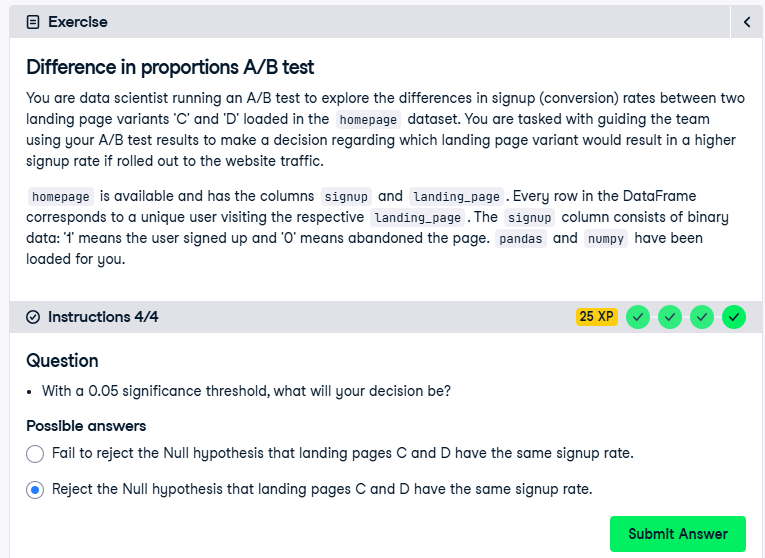 Exercise
Difference in proportions A/B test
You are data scientist running an A/B test to explore the differences in signup (conversion) rates between two
landing page variants 'C' and 'D' loaded in the homepage dataset. You are tasked with guiding the team
using your A/B test results to make a decision regarding which landing page variant would result in a higher
signup rate if rolled out to the website traffic.
homepage is available and has the columns signup and landing_page . Every row in the DataFrame
corresponds to a unique user visiting the respective landing_page . The signup column consists of binary
data: '1' means the user signed up and '0' means abandoned the page. pandas and numpy have been
loaded for you.
Instructions 4/4 25 XP
Question
• With a 0.05 significance threshold, what will your decision be?
Possible answers
Fail to reject the Null hypothesis that landing pages C and D have the same signup rate.
Reject the Null hypothesis that landing pages C and D have the same signup rate.
Submit Answer